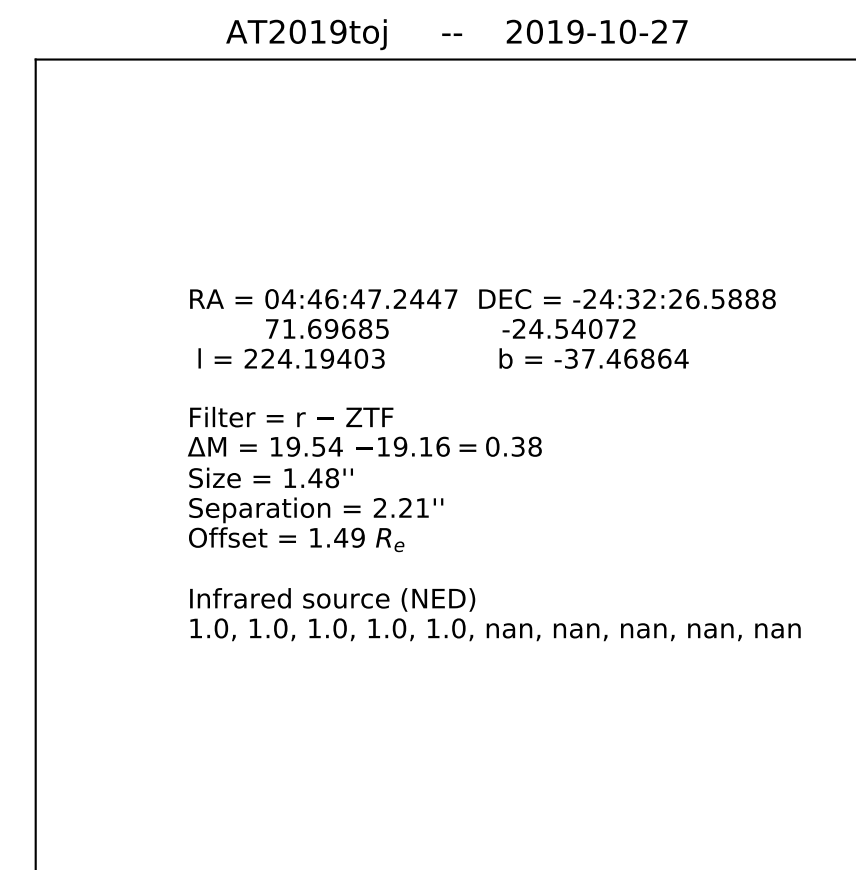 AT2019toj -- 2019-10-27
RA = 04:46:47.2447 DEC = -24:32:26.5888
71.69685 -24.54072
l = 224.19403 b = -37.46864
Filter = r − ZTF
ΔM = 19.54 −19.16 = 0.38
Size = 1.48''
Separation = 2.21''
Offset = 1.49 Re
Infrared source (NED)
1.0, 1.0, 1.0, 1.0, 1.0, nan, nan, nan, nan, nan